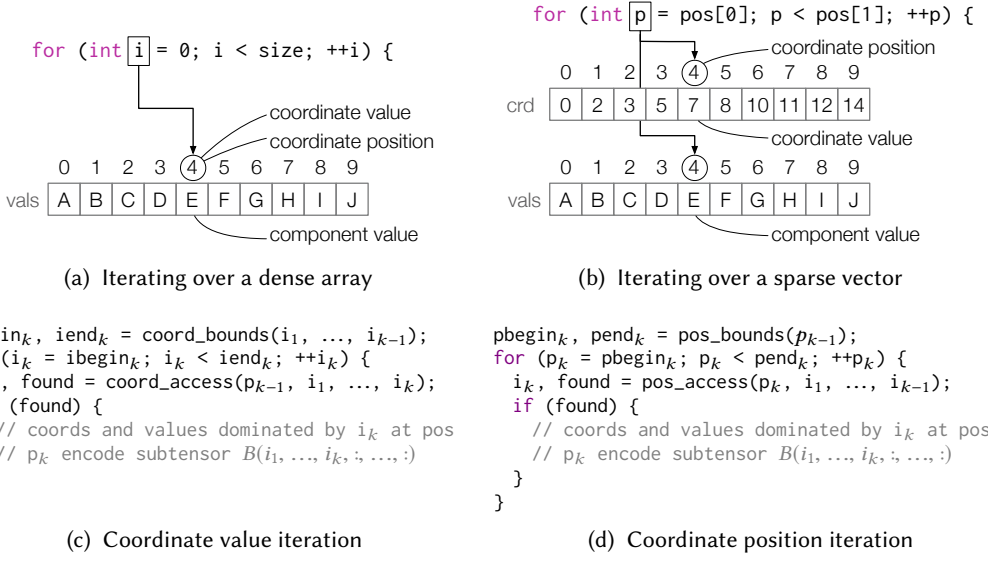 for (int i = 0; i < size; ++i) {
coordinate value
coordinate position
0 1 2 3 4 5 6 7 8 9
vals A B C D E F G H I J
component value
(a) Iterating over a dense array
for (int p = pos[0]; p < pos[1]; ++p) {
coordinate position
0 1 2 3 4 5 6 7 8 9
crd 0 2 3 5 7 8 10 11 12 14
coordinate value
0 1 2 3 4 5 6 7 8 9
vals A B C D E F G H I J
component value
(b) Iterating over a sparse vector
in_k, iend_k = coord_bounds(i_1, ..., i_{k-1});
(i_k = ibegin_k; i_k < iend_k; ++i_k) {
, found = coord_access(p_{k-1}, i_1, ..., i_k);
(found) {
// coords and values dominated by i_k at pos
// p_k encode subtensor B(i_1, ..., i_k, :, ..., :)
(c) Coordinate value iteration
pbegin_k, pend_k = pos_bounds(p_{k-1});
for (p_k = pbegin_k; p_k < pend_k; ++p_k) {
i_k, found = pos_access(p_k, i_1, ..., i_{k-1});
if (found) {
// coords and values dominated by i_k at pos
// p_k encode subtensor B(i_1, ..., i_k, :, ..., :)
}
}
(d) Coordinate position iteration